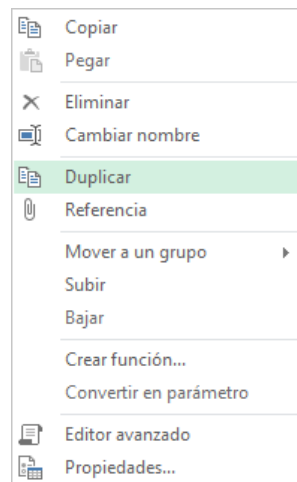 Copiar
Pegar
Eliminar
Cambiar nombre
Duplicar
Referencia
Mover a un grupo
Subir
Bajar
Crear función...
Convertir en parámetro
Editor avanzado
Propiedades...